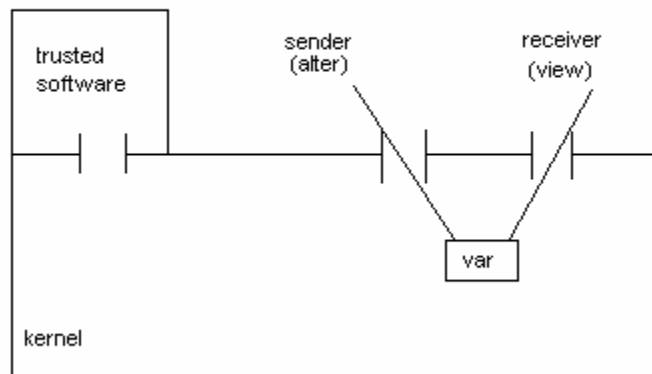 trusted
software
sender
(alter)
receiver
(view)
var
kernel